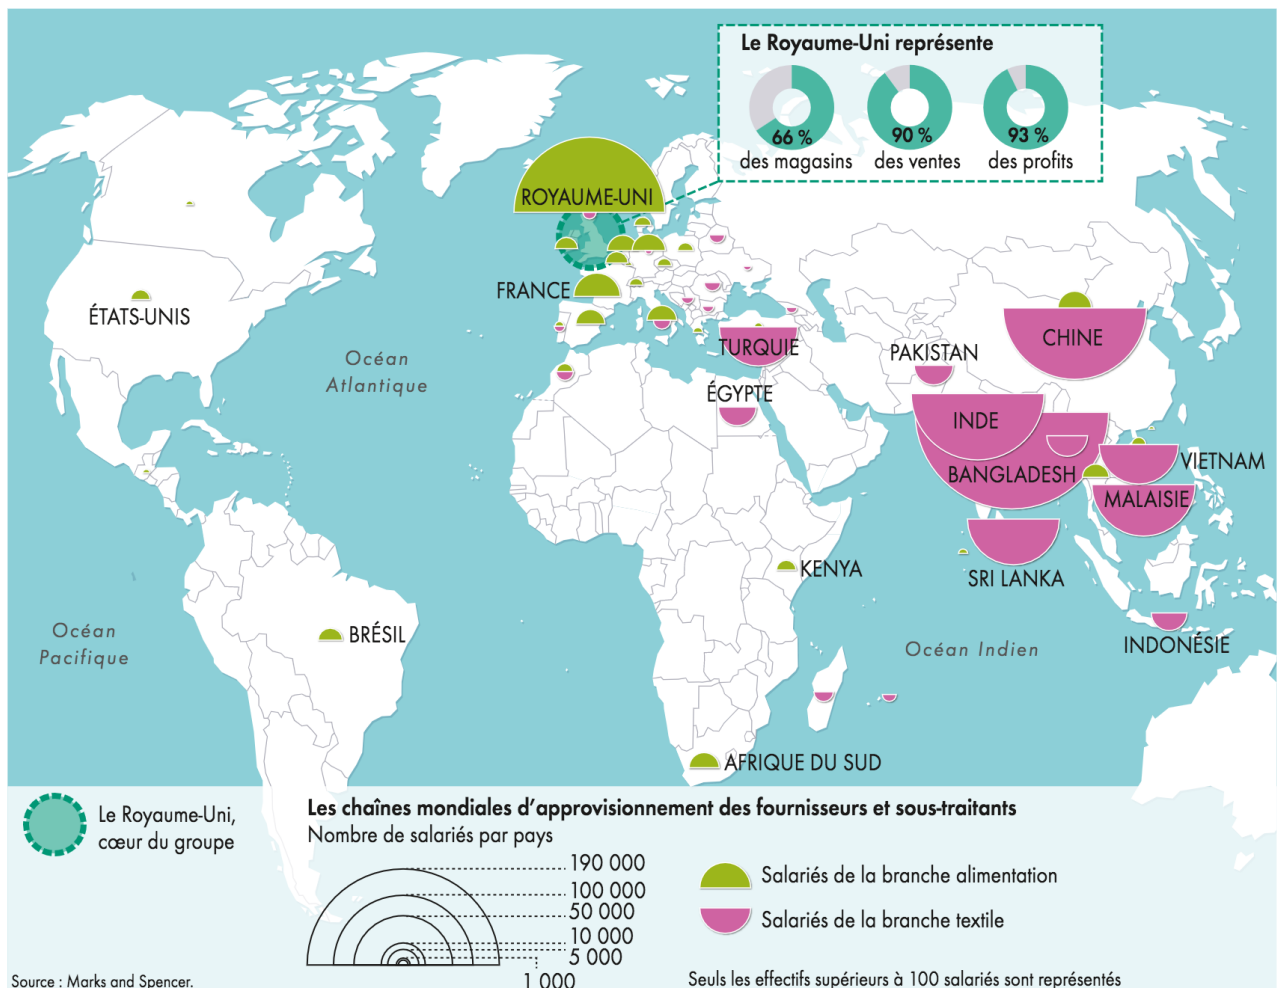 Le Royaume-Uni représente
66 %
90 %
93 %
des magasins
des ventes
des profits
ROYAUME-UNI
FRANCE
ÉTATS-UNIS
Océan
Atlantique
TURQUIE
PAKISTAN
CHINE
ÉGYPTE
INDE
BANGLADESH
VIETNAM
MALAISIE
SRI LANKA
KENYA
Océan
Pacifique
BRÉSIL
Océan Indien
INDONÉSIE
AFRIQUE DU SUD
Le Royaume-Uni,
cœur du groupe
Les chaînes mondiales d'approvisionnement des fournisseurs et sous-traitants
Nombre de salariés par pays
190 000
100 000
50 000
10 000
5 000
1 000
Salariés de la branche alimentation
Salariés de la branche textile
Source : Marks and Spencer.
Seuls les effectifs supérieurs à 100 salariés sont représentés